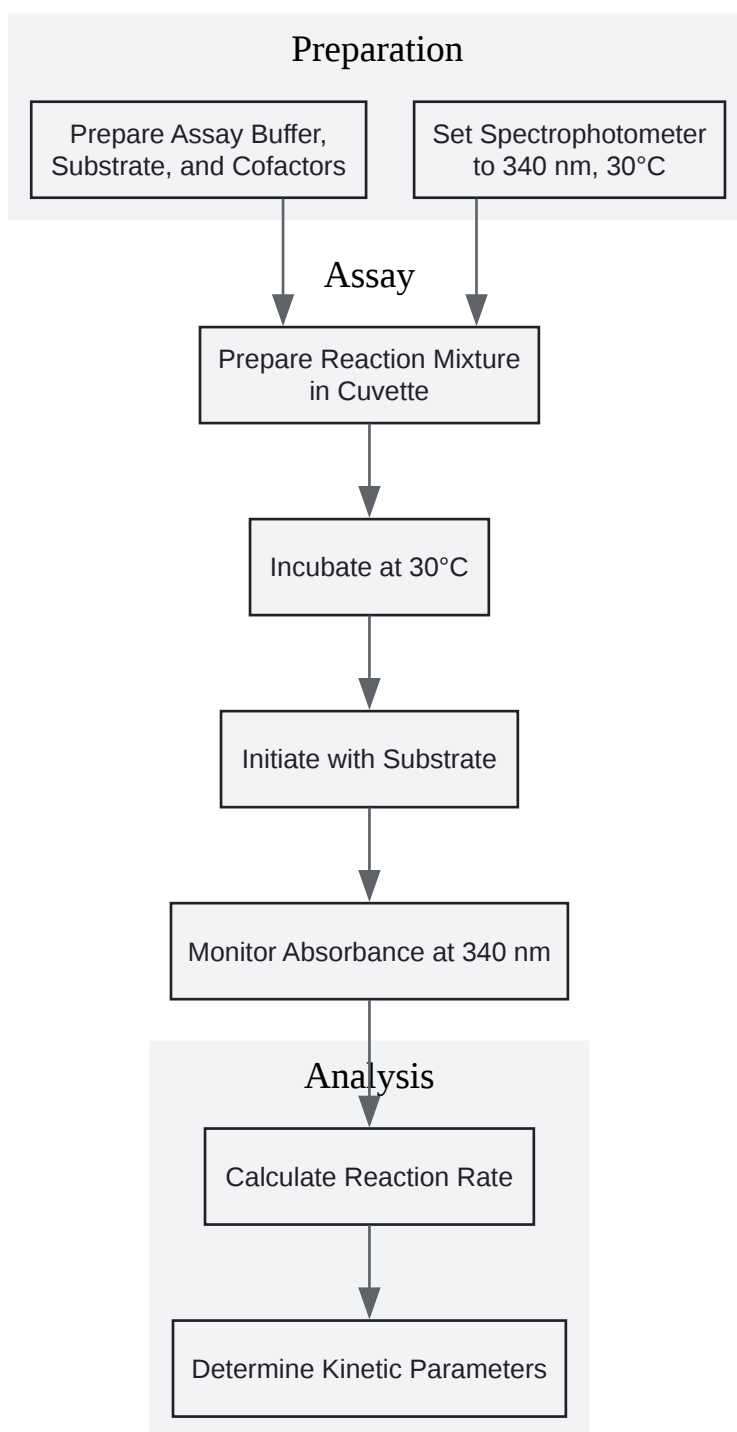 Preparation
Prepare Assay Buffer,
Substrate, and Cofactors
Set Spectrophotometer
to 340 nm, 30°C
Assay
Prepare Reaction Mixture
in Cuvette
Incubate at 30°C
Initiate with Substrate
Monitor Absorbance at 340 nm
Analysis
Calculate Reaction Rate
Determine Kinetic Parameters